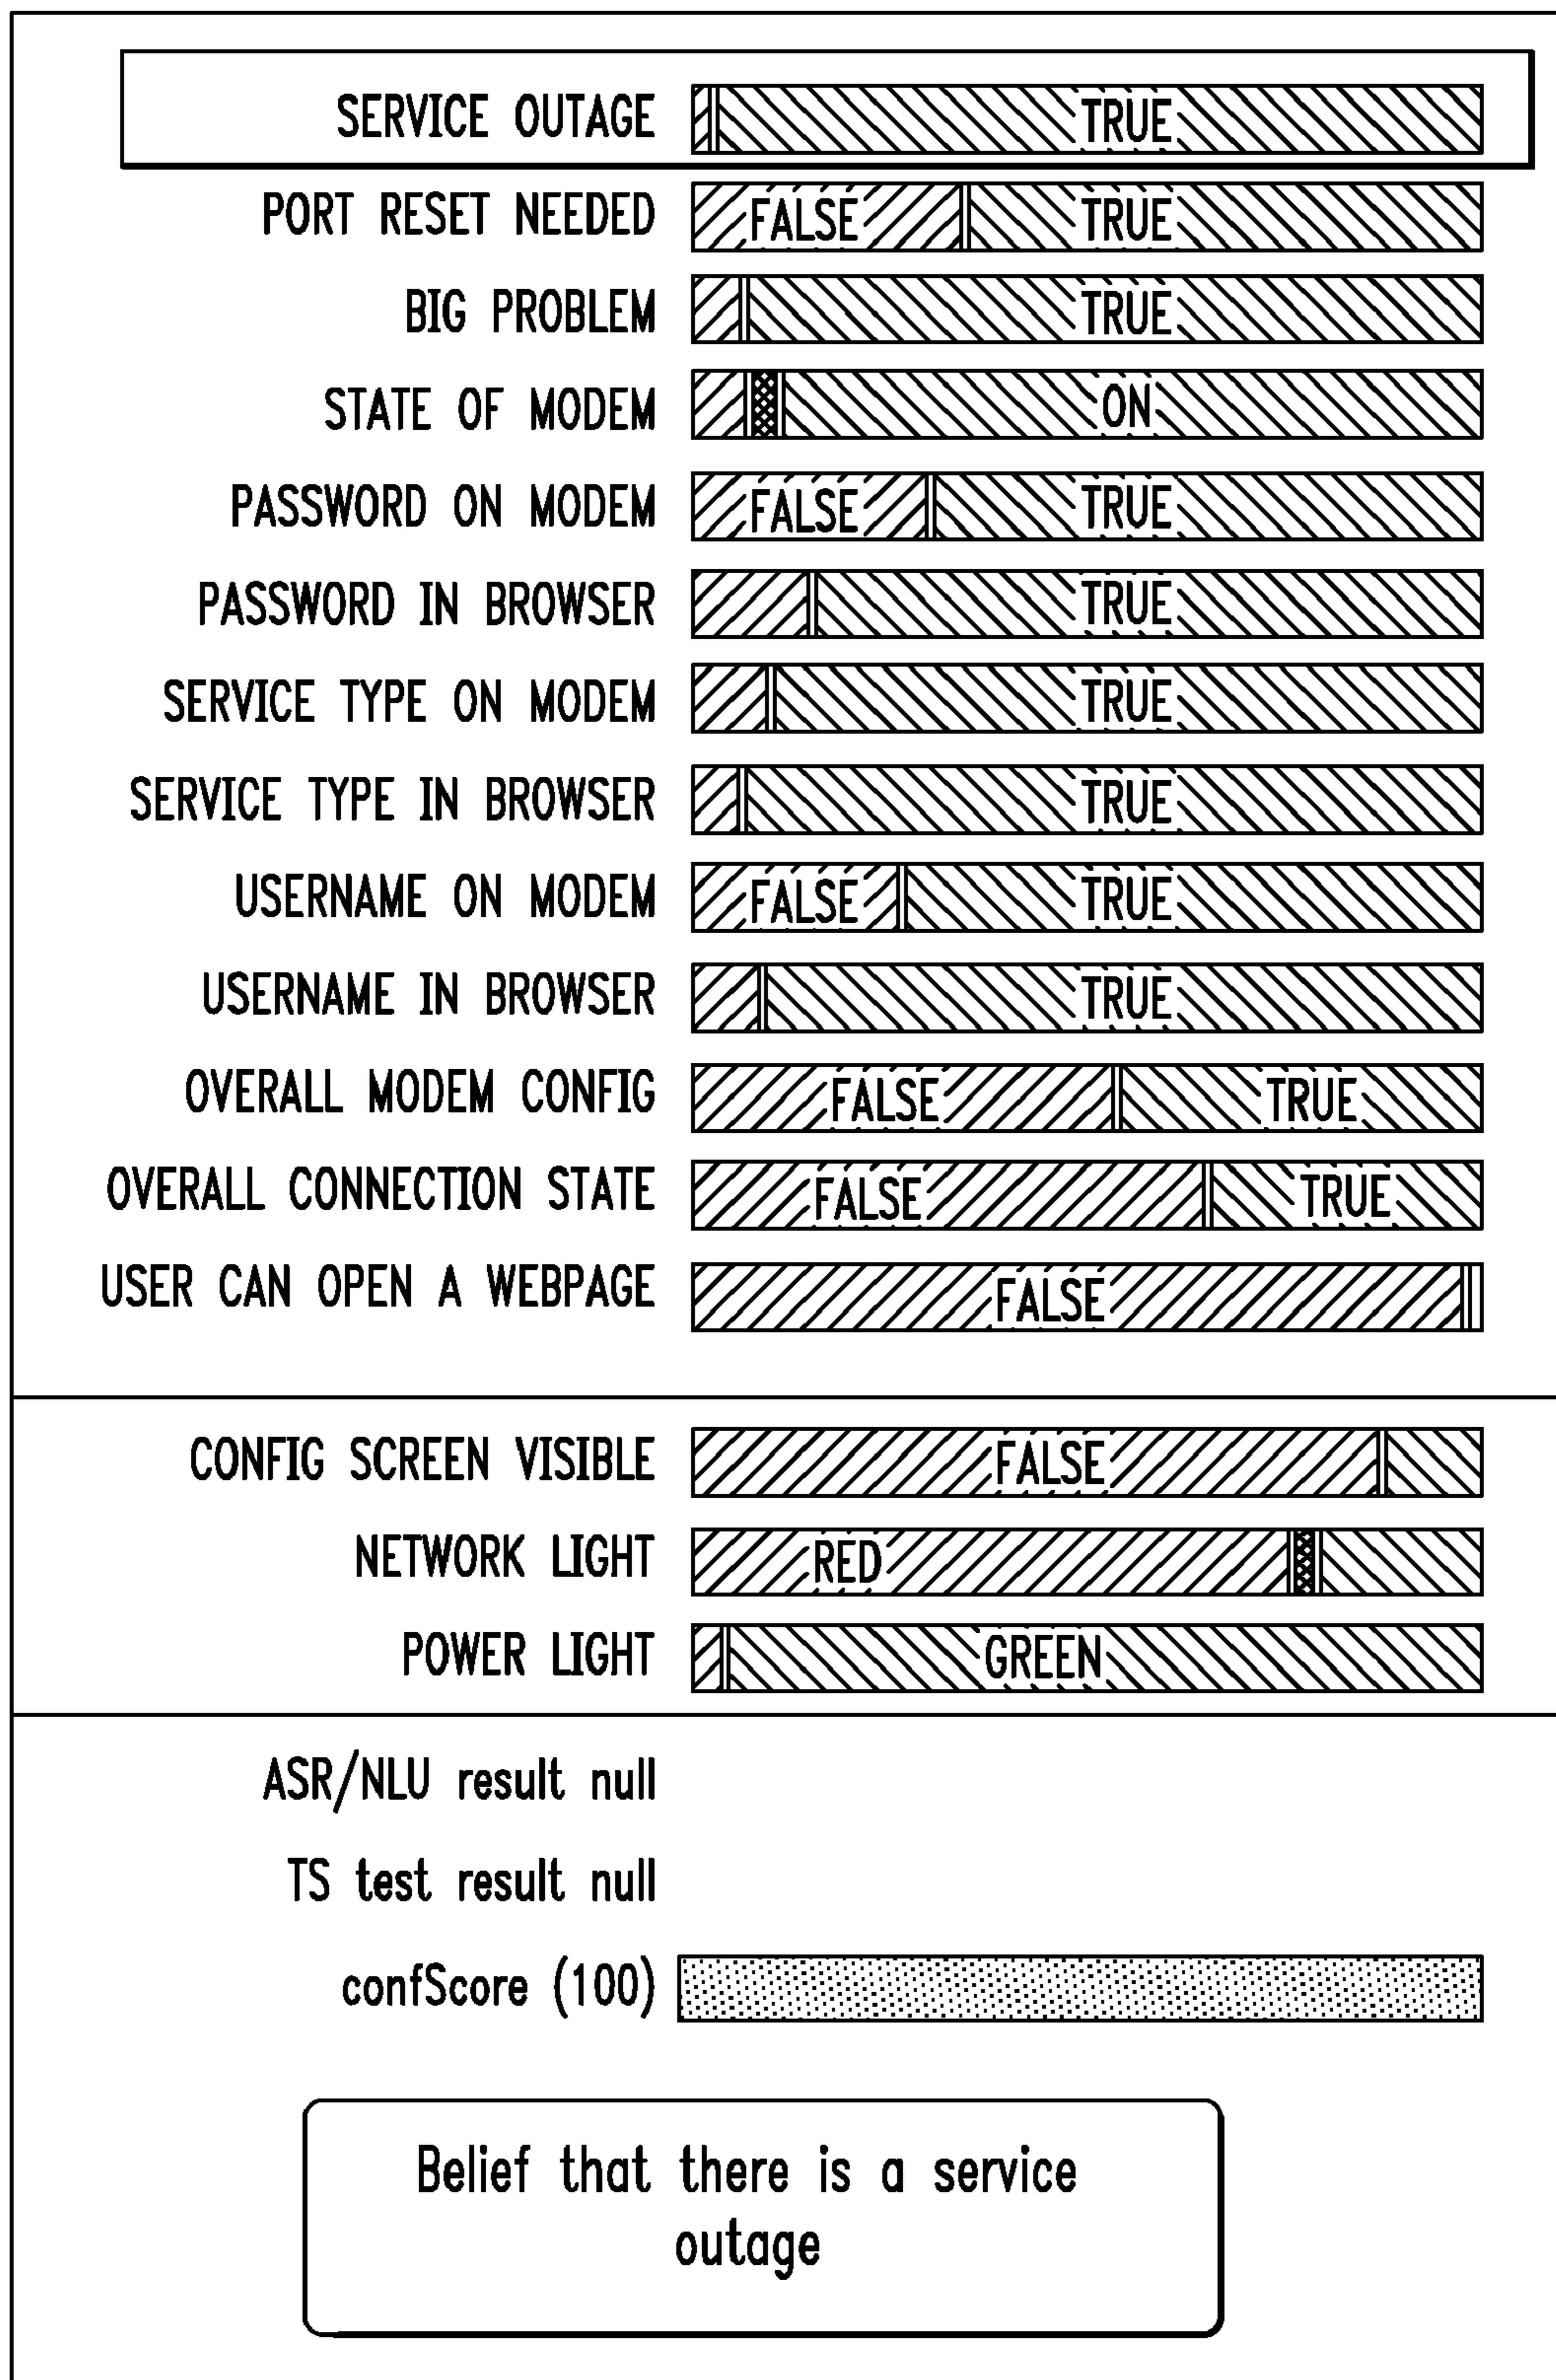 SERVICE OUTAGE TRUE
PORT RESET NEEDED FALSE TRUE
BIG PROBLEM TRUE
STATE OF MODEM ON
PASSWORD ON MODEM FALSE TRUE
PASSWORD IN BROWSER TRUE
SERVICE TYPE ON MODEM TRUE
SERVICE TYPE IN BROWSER TRUE
USERNAME ON MODEM FALSE TRUE
USERNAME IN BROWSER TRUE
OVERALL MODEM CONFIG FALSE TRUE
OVERALL CONNECTION STATE FALSE TRUE
USER CAN OPEN A WEBPAGE FALSE
CONFIG SCREEN VISIBLE FALSE
NETWORK LIGHT RED
POWER LIGHT GREEN
ASR/NLU result null
TS test result null
confScore (100)
Belief that there is a service
outage